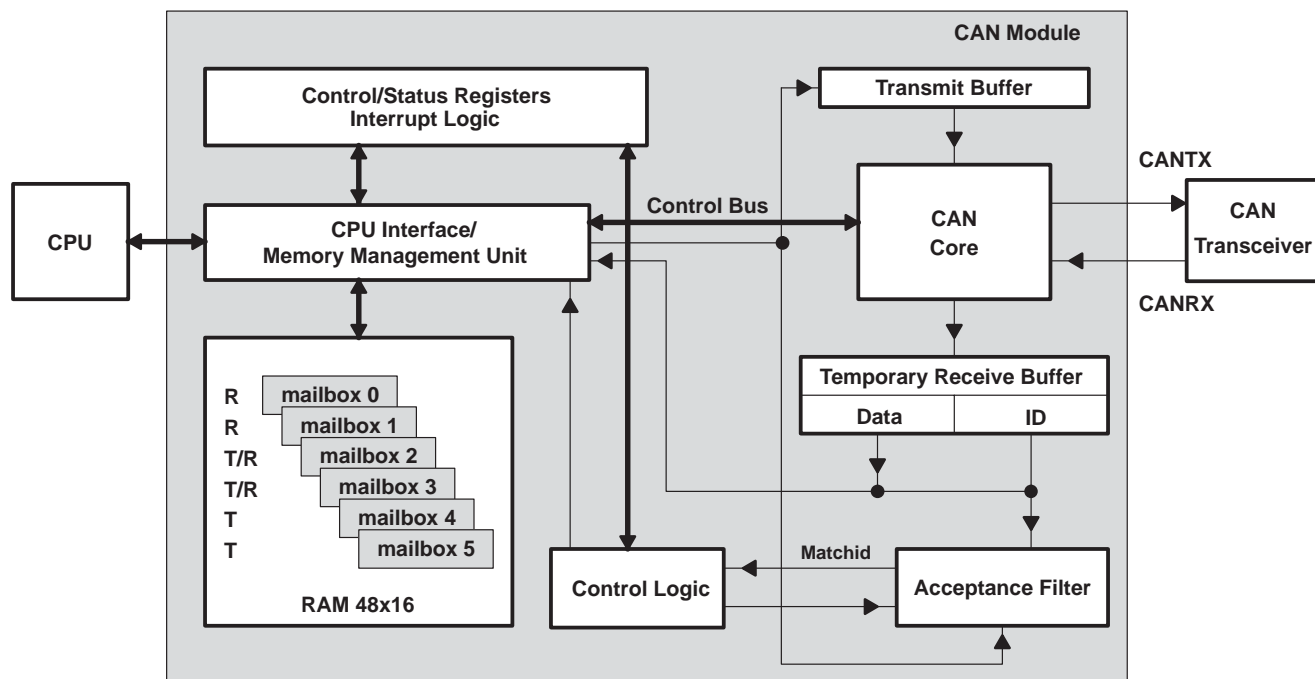 CAN Module
Control/Status Registers
Interrupt Logic
Transmit Buffer
CANTX
CPU
CPU Interface/
Memory Management Unit
Control Bus
CAN
Core
CAN
Transceiver
CANRX
Temporary Receive Buffer
Data
ID
R mailbox 0
R mailbox 1
T/R mailbox 2
T/R mailbox 3
T mailbox 4
T mailbox 5
RAM 48x16
Control Logic
Matchid
Acceptance Filter